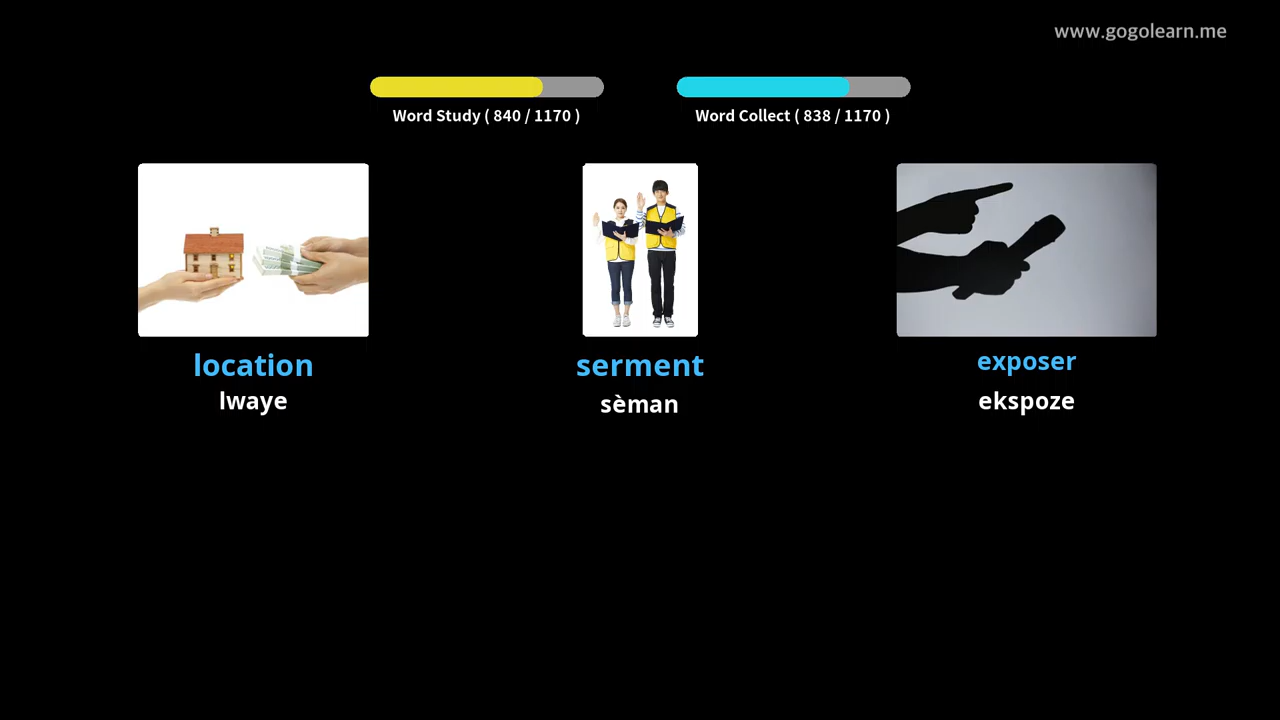 www.gogolearn.me
Word Study ( 840 / 1170 )
Word Collect ( 838 / 1170 )
location
lwaye
serment
sèman
exposer
ekspoze